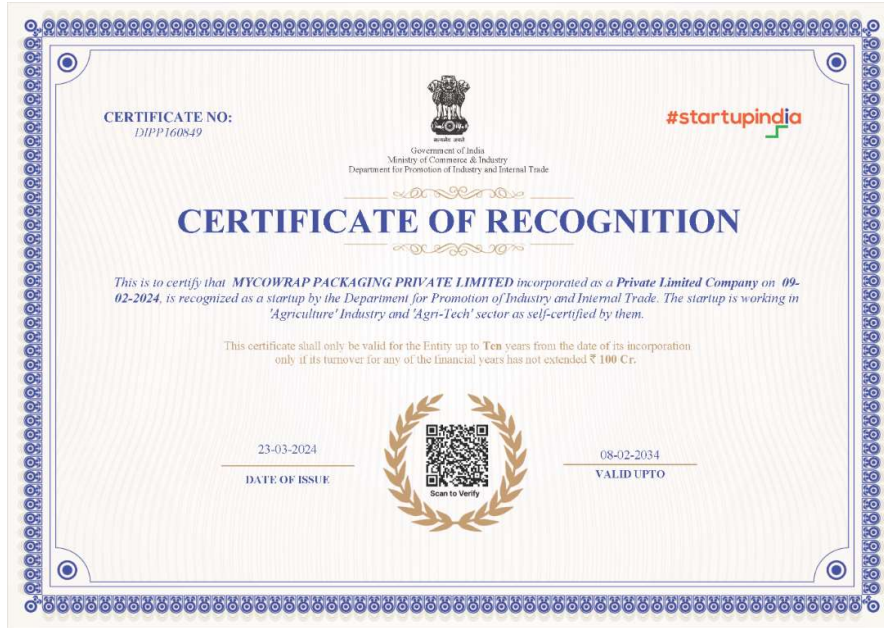 CERTIFICATE NO:
DIPP160849
#startupindia
सत्यमेव जयते
Government of India
Ministry of Commerce & Industry
Department for Promotion of Industry and Internal Trade
CERTIFICATE OF RECOGNITION
This is to certify that MYCOWRAP PACKAGING PRIVATE LIMITED incorporated as a Private Limited Company on 09-
02-2024, is recognized as a startup by the Department for Promotion of Industry and Internal Trade. The startup is working in
'Agriculture' Industry and 'Agri-Tech' sector as self-certified by them.
This certificate shall only be valid for the Entity up to Ten years from the date of its incorporation
only if its turnover for any of the financial years has not extended ₹ 100 Cr.
23-03-2024
DATE OF ISSUE
Scan to Verify
08-02-2034
VALID UPTO